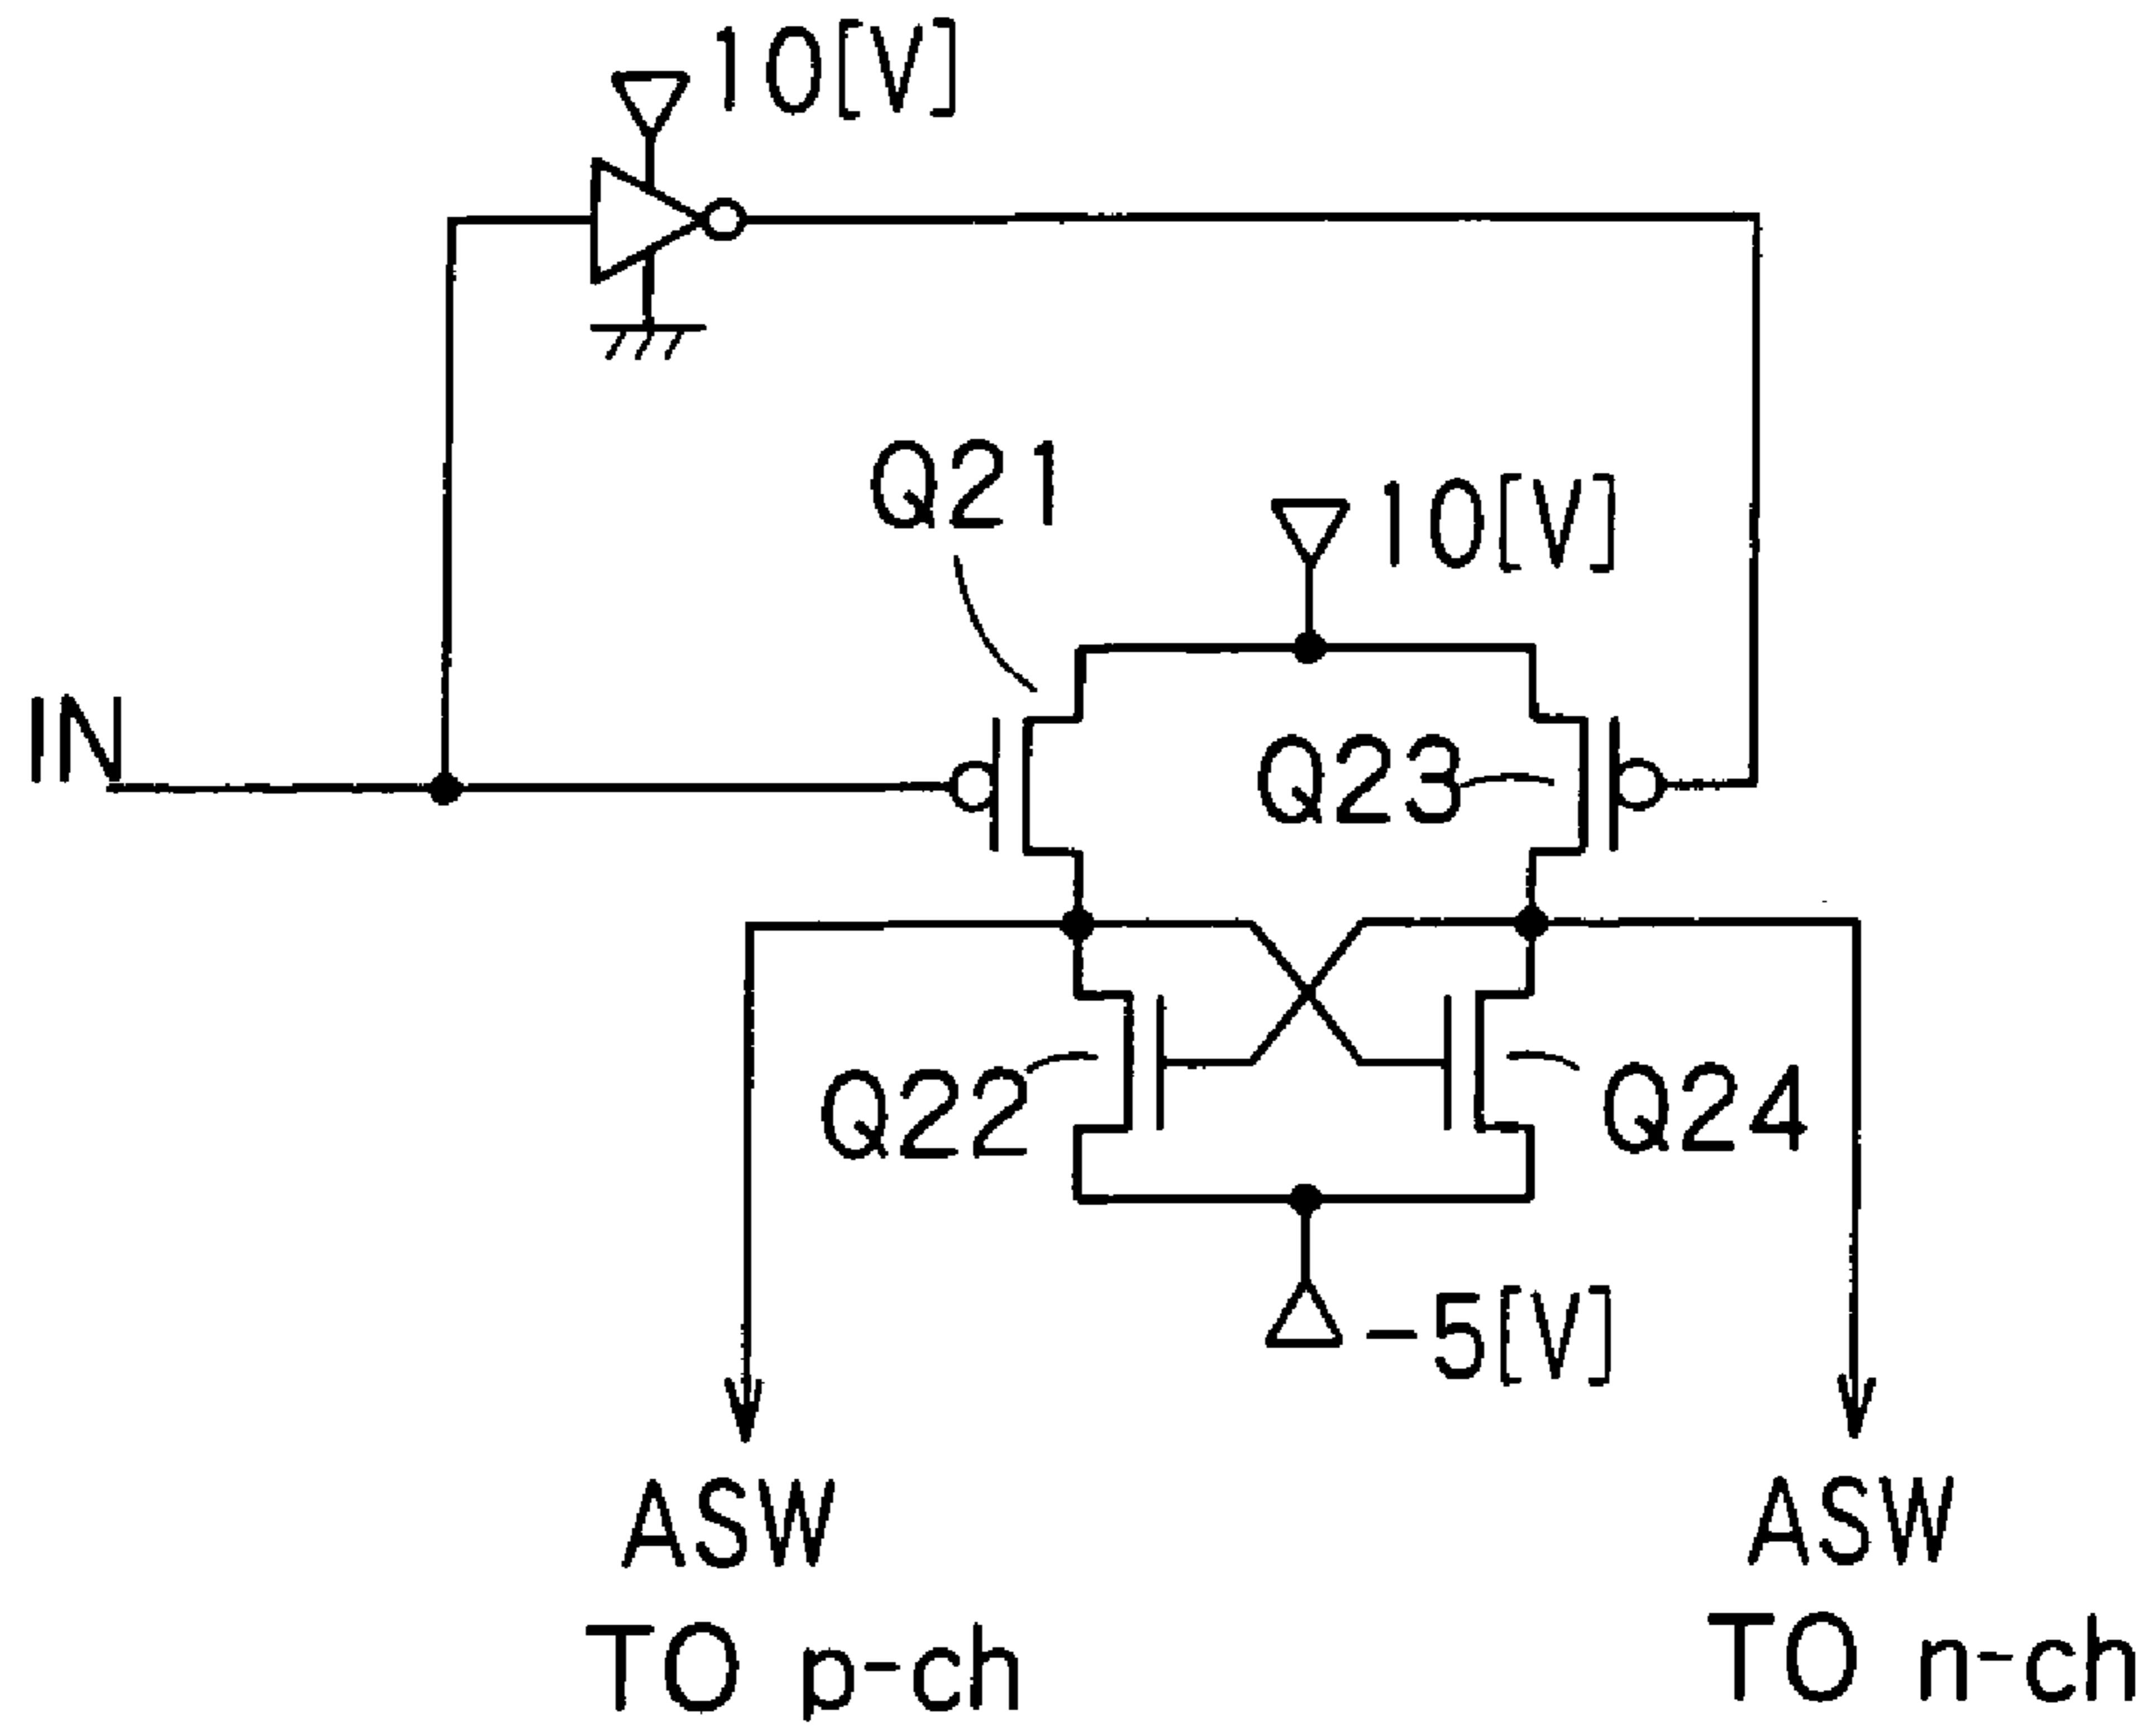 10[V]
Q21
10[V]
IN
Q23
Q22
Q24
-5[V]
ASW
TO p-ch
ASW
TO n-ch